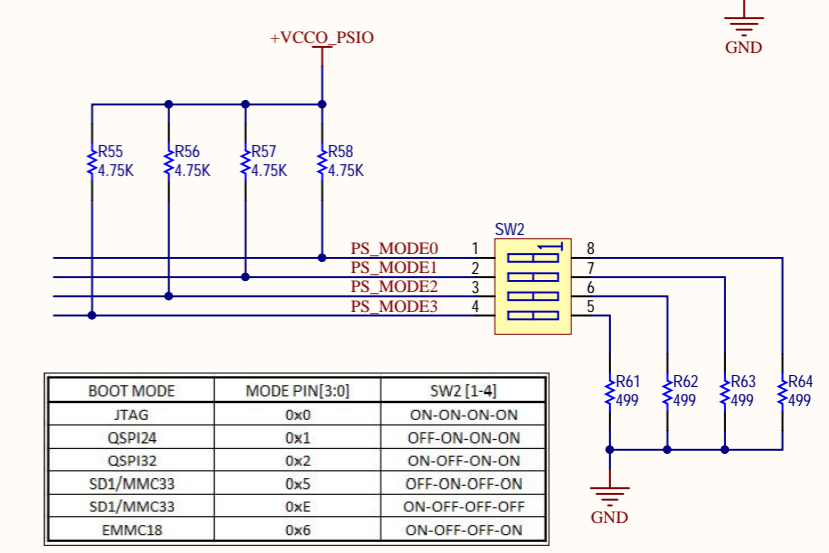 GND
+VCCO_PSIO
R55
4.75K
R56
4.75K
R57
4.75K
R58
4.75K
SW2
1
PS_MODE0 1 8
PS_MODE1 2 7
PS_MODE2 3 6
PS_MODE3 4 5
R61
499
R62
499
R63
499
R64
499
GND
BOOT MODE MODE PIN[3:0] SW2 [1-4]
JTAG 0x0 ON-ON-ON-ON
QSPI24 0x1 OFF-ON-ON-ON
QSPI32 0x2 ON-OFF-ON-ON
SD1/MMC33 0x5 OFF-ON-OFF-ON
SD1/MMC33 0xE ON-OFF-OFF-OFF
EMMC18 0x6 ON-OFF-OFF-ON